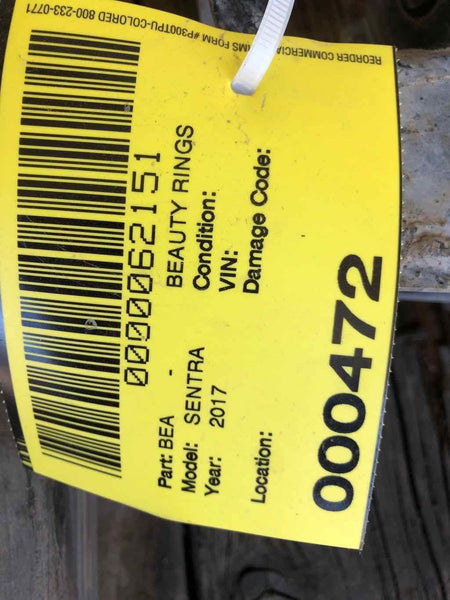 REORDER COMMERCIAL FORMS FORM #P300TPU-COLORED 800-233-0771
0090062151
Part: BEA - BEAUTY RINGS
Model: SENTRA Condition:
Year: 2017 VIN:
Damage Code:
Location:
000472